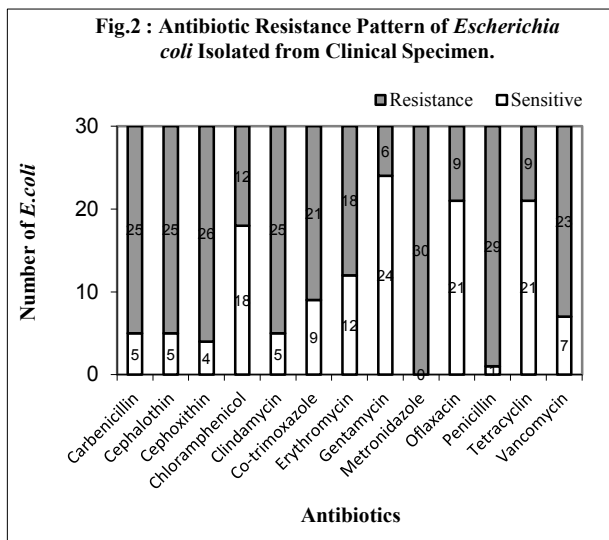 Fig.2 : Antibiotic Resistance Pattern of Escherichia
coli Isolated from Clinical Specimen.
Resistance Sensitive
30
20
10
0
Number of E.coli
25 25 26 12 25 21 18 6 30 9 29 9 23
5 5 4 18 5 9 12 24 0 21 1 21 7
Carbenicillin
Cephalothin
Cephoxithin
Chloramphenicol
Clindamycin
Co-trimoxazole
Erythromycin
Gentamycin
Metronidazole
Oflaxacin
Penicillin
Tetracyclin
Vancomycin
Antibiotics